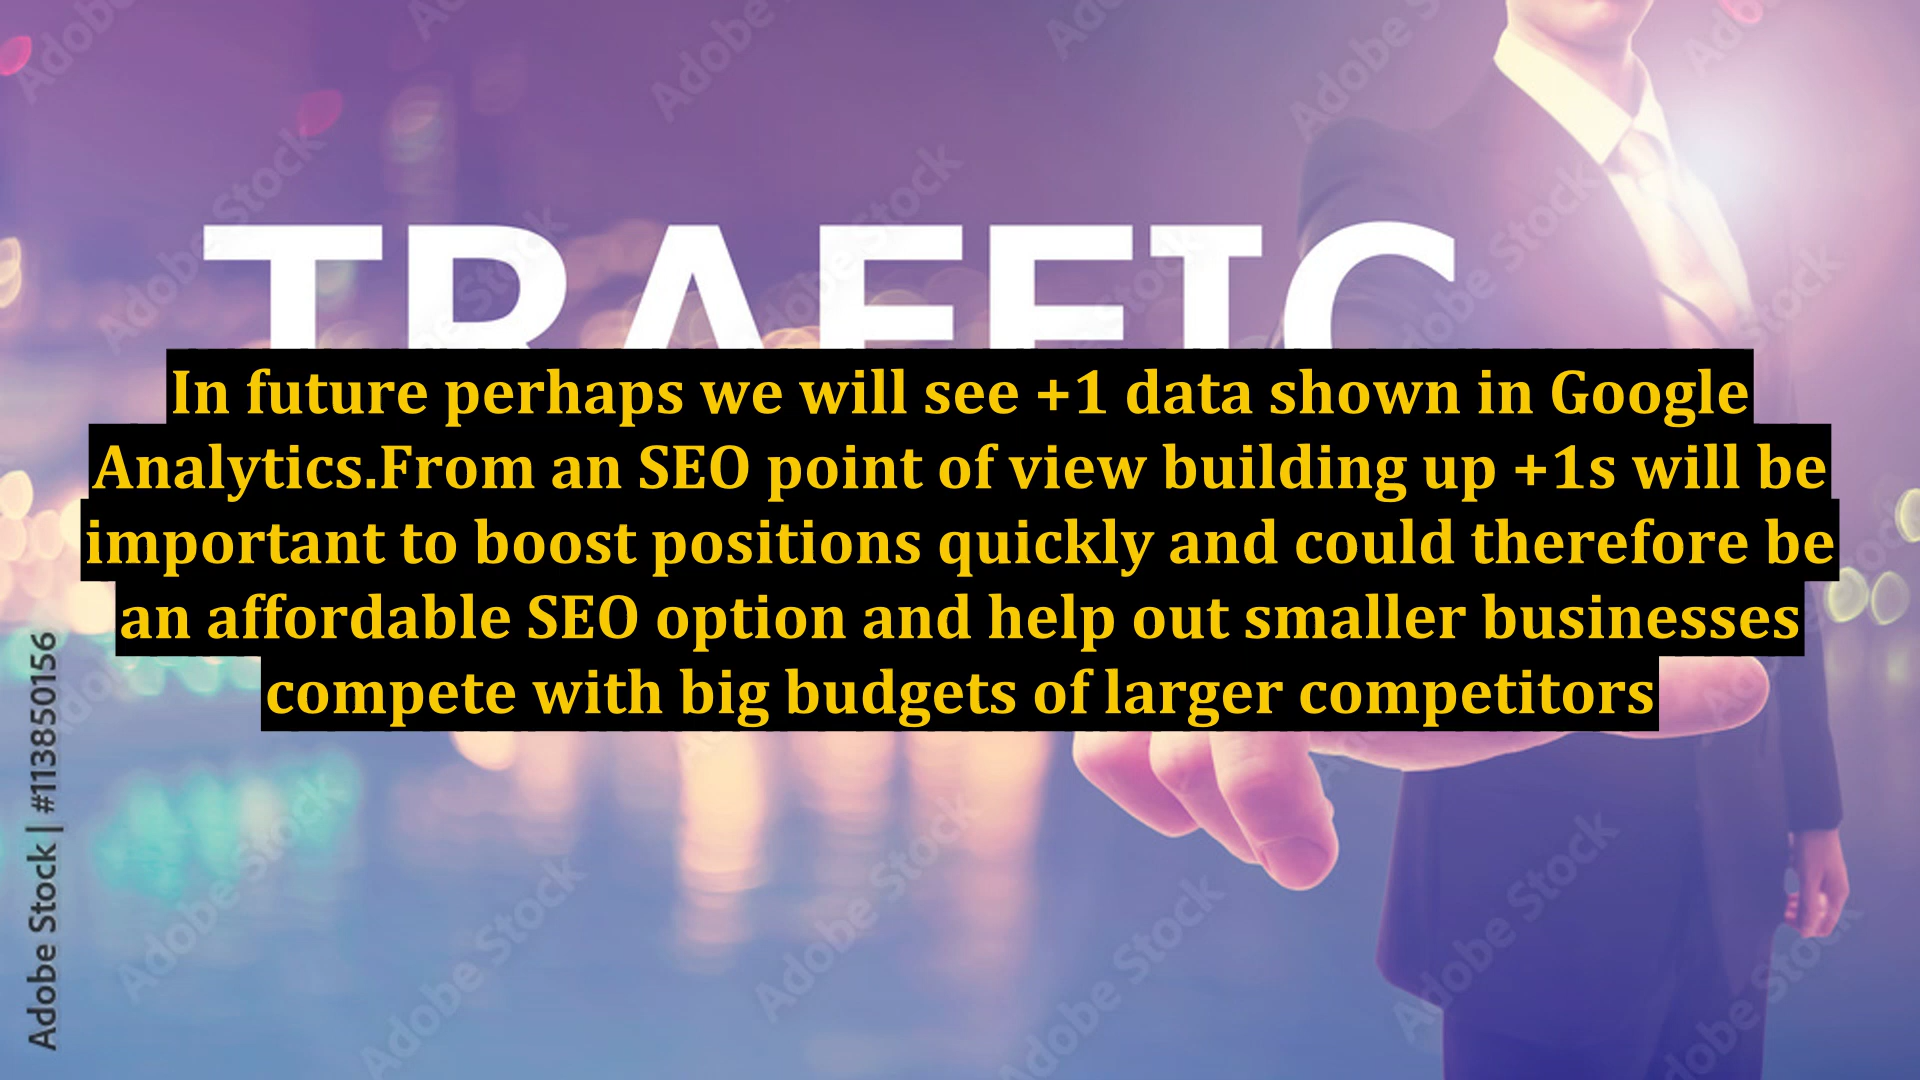 TRAFFIC
In future perhaps we will see +1 data shown in Google
Analytics.From an SEO point of view building up +1s will be
important to boost positions quickly and could therefore be
an affordable SEO option and help out smaller businesses
compete with big budgets of larger competitors
Adobe Stock | #113850156
Adobe Stock